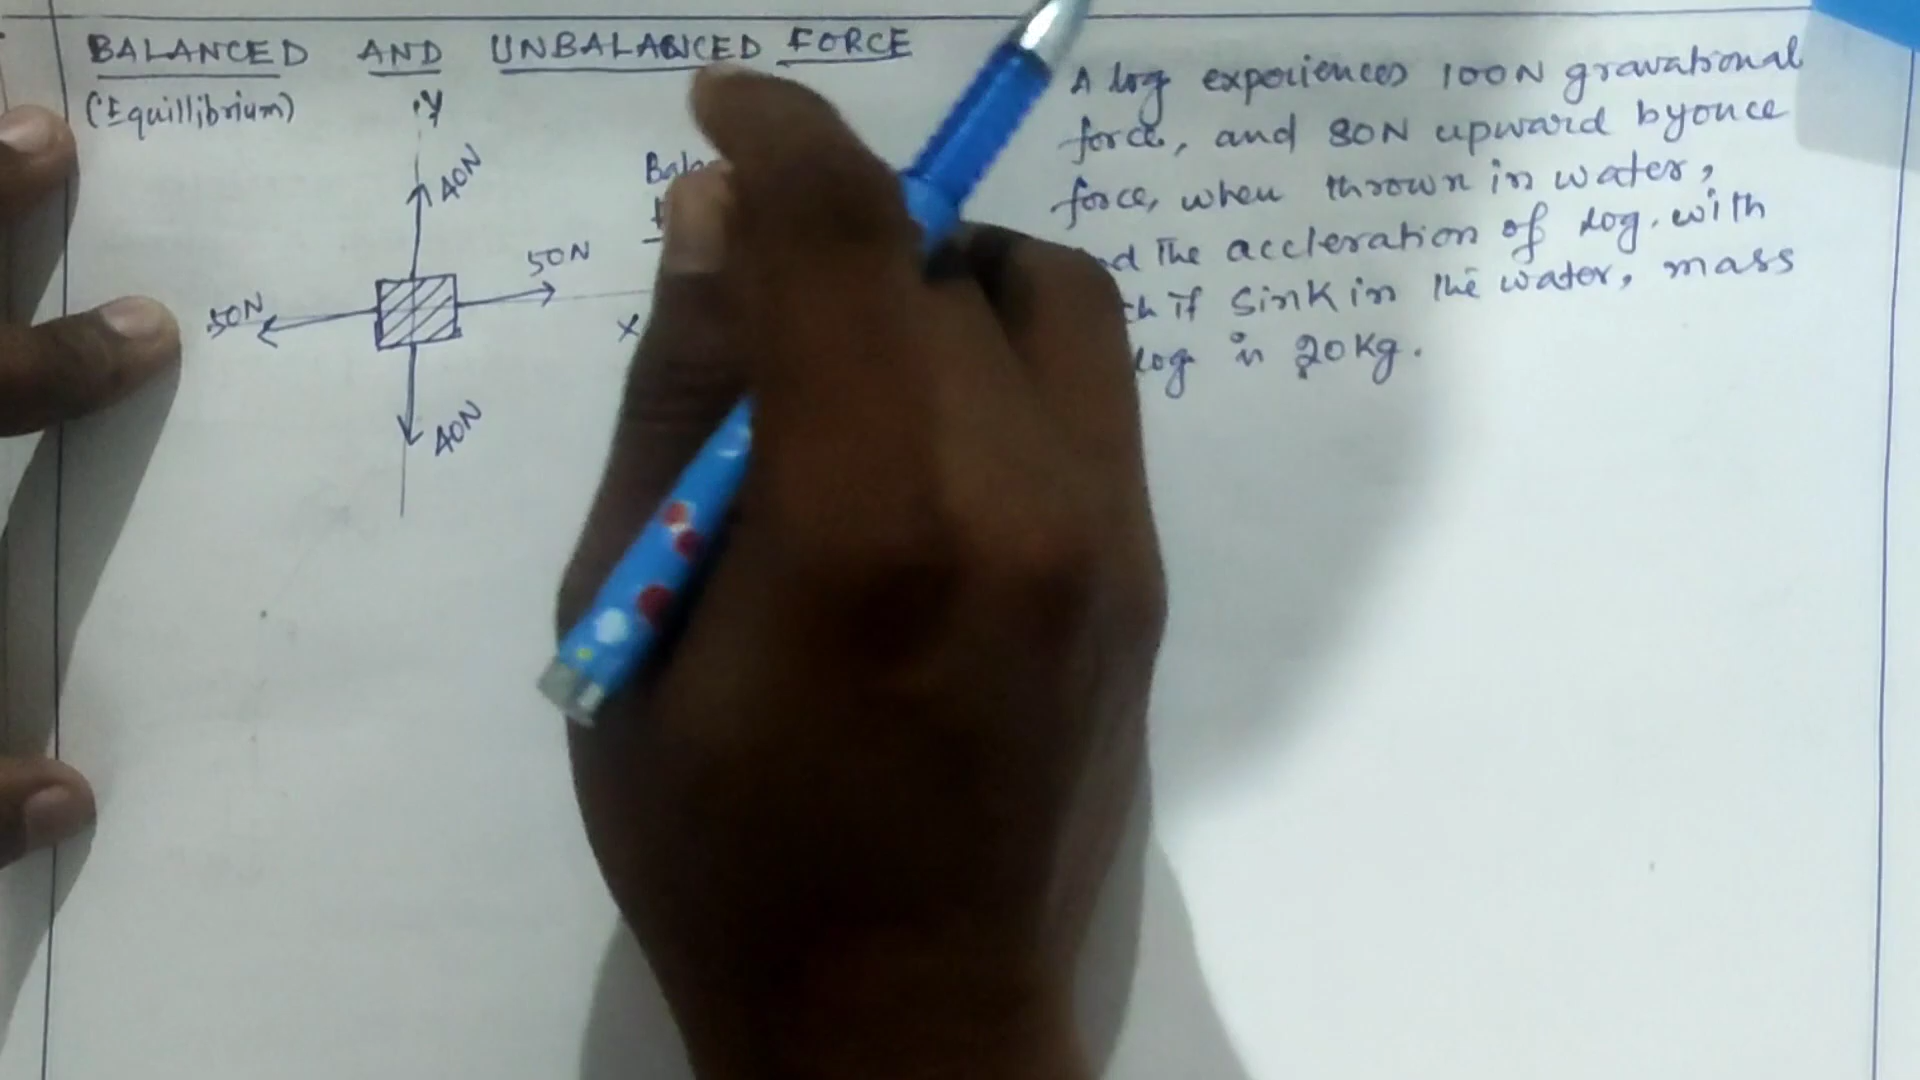 BALANCED AND UNBALANCED FORCE
(Equillibrium)
Y
40N
50N
50N
40N
X
A log experiences 100N gravational
force, and 80N upward byouce
force, when thrown in water,
The accleration of log. with
if sink in the water, mass
log is 20Kg.